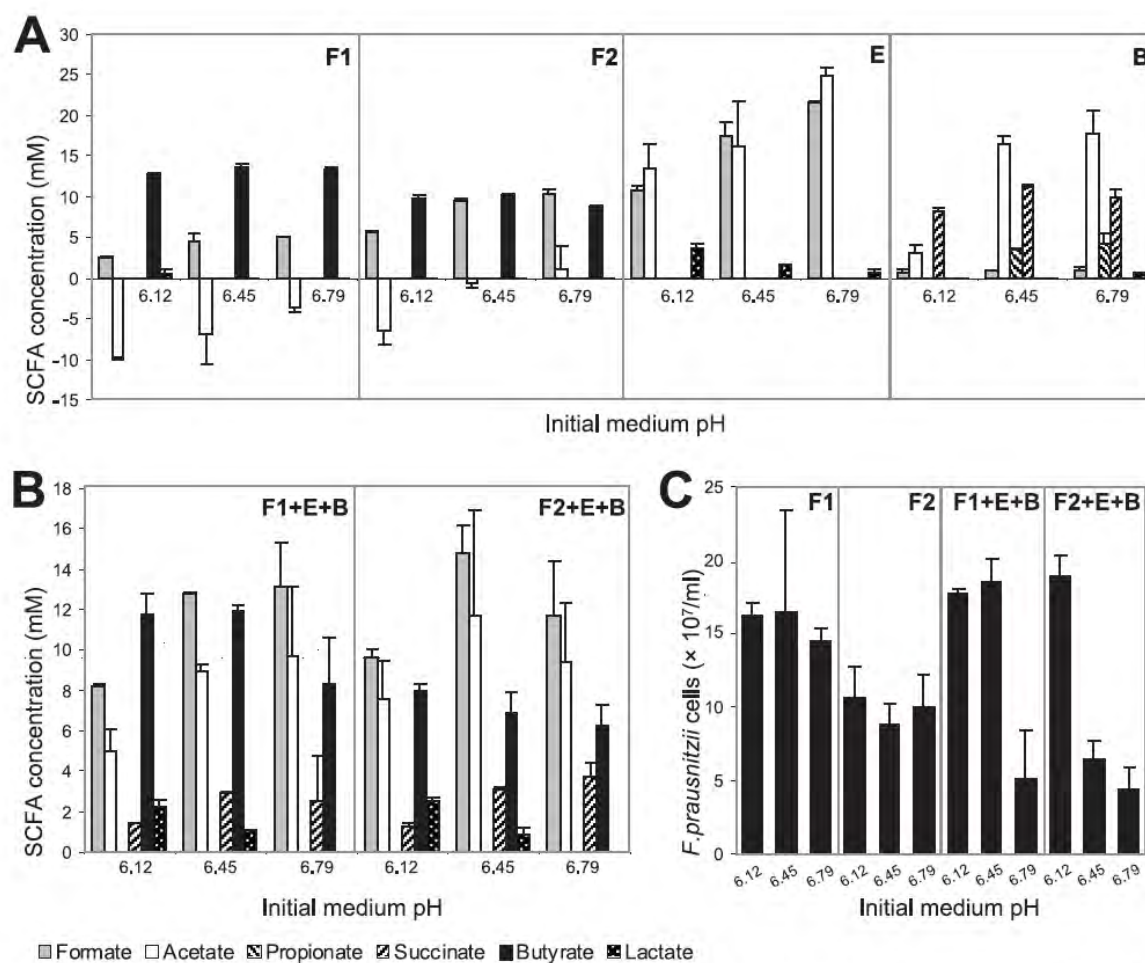 A
F1
F2
E
B
SCFA concentration (mM)
30
25
20
15
10
5
0
-5
-10
-15
6.12
6.45
6.79
6.12
6.45
6.79
6.12
6.45
6.79
6.12
6.45
6.79
Initial medium pH
B
F1+E+B
F2+E+B
SCFA concentration (mM)
18
16
14
12
10
8
6
4
2
0
6.12
6.45
6.79
6.12
6.45
6.79
Initial medium pH
C
F1
F2
F1+E+B
F2+E+B
F.prausnitzii cells (× 10⁷/ml)
25
20
15
10
5
0
6.12
6.45
6.79
6.12
6.45
6.79
6.12
6.45
6.79
6.12
6.45
6.79
Initial medium pH
Formate Acetate Propionate Succinate Butyrate Lactate